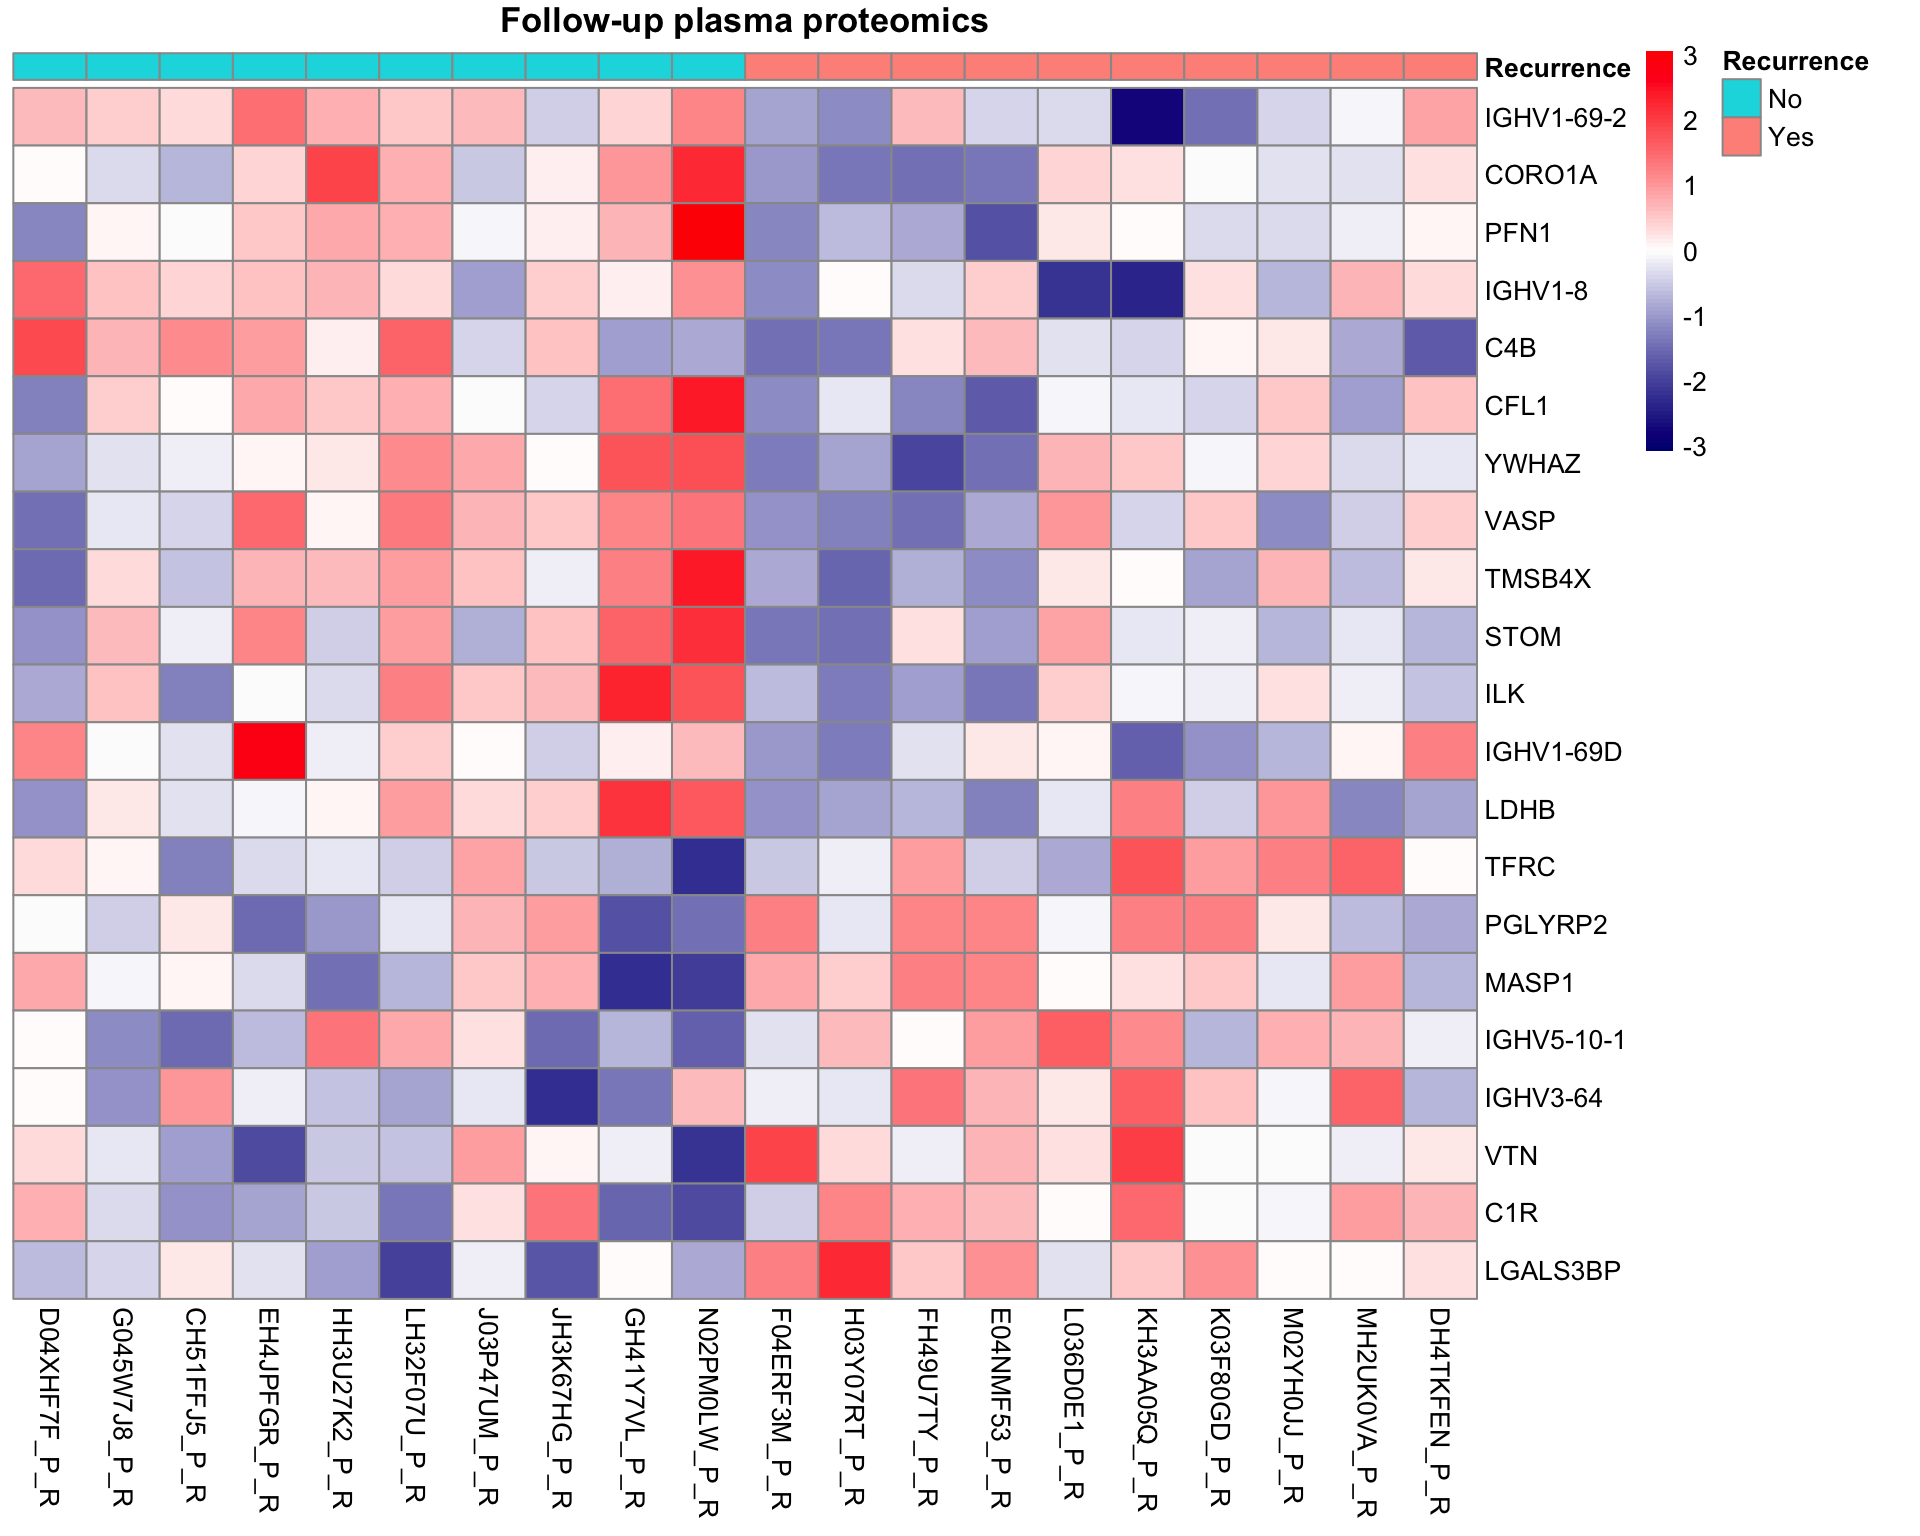 Follow-up plasma proteomics
Recurrence
3
2
1
0
-1
-2
-3
Recurrence
No
Yes
IGHV1-69-2
CORO1A
PFN1
IGHV1-8
C4B
CFL1
YWHAZ
VASP
TMSB4X
STOM
ILK
IGHV1-69D
LDHB
TFRC
PGLYRP2
MASP1
IGHV5-10-1
IGHV3-64
VTN
C1R
LGALS3BP
D04XHF7F_P_R
G045W7J8_P_R
CH51FFJ5_P_R
EH4JPFGR_P_R
HH3U27K2_P_R
LH32F07U_P_R
J03P47UM_P_R
JH3K67HG_P_R
GH41Y7VL_P_R
N02PM0LW_P_R
F04ERF3M_P_R
H03Y07RT_P_R
FH49U7TY_P_R
E04NMF53_P_R
L036D0E1_P_R
KH3AA05Q_P_R
K03F80GD_P_R
M02YH0JJ_P_R
MH2UK0VA_P_R
DH4TKFEN_P_R